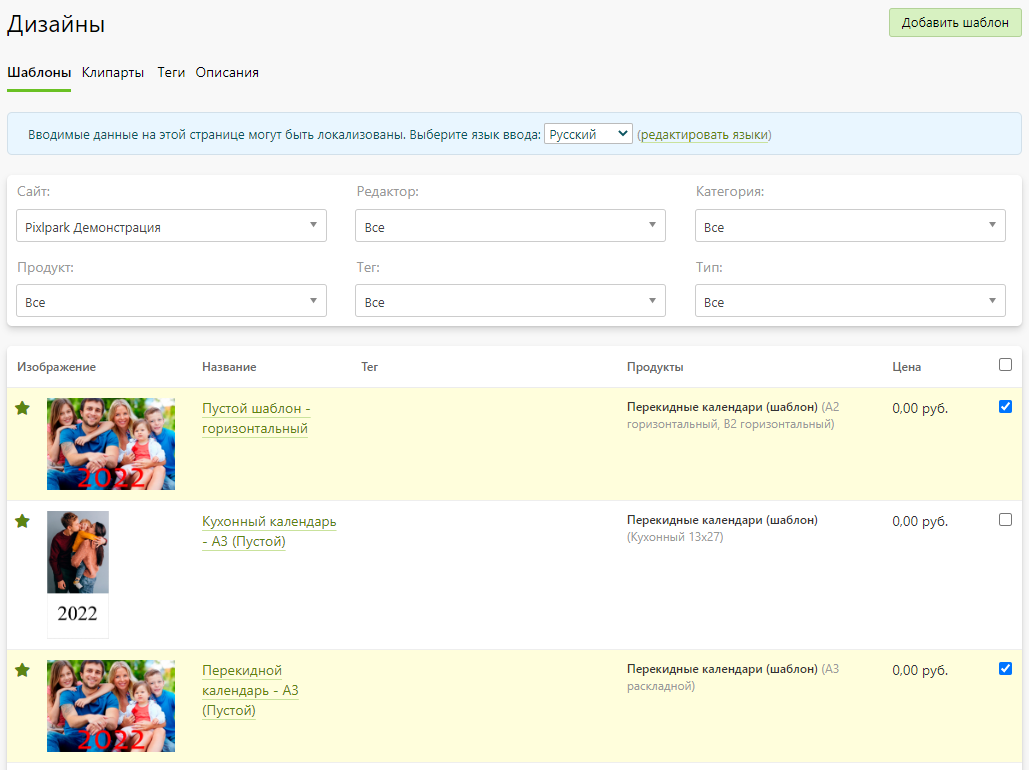 Дизайны
Добавить шаблон
Шаблоны Клипарты Теги Описания
Вводимые данные на этой странице могут быть локализованы. Выберите язык ввода: Русский (редактировать языки)
Сайт: Редактор: Категория:
Pixlpark Демонстрация Все Все
Продукт: Тег: Тип:
Все Все Все
Изображение Название Тег Продукты Цена
2022
Пустой шаблон -
горизонтальный
Перекидные календари (шаблон) (А2
горизонтальный, B2 горизонтальный)
0,00 руб.
2022
Кухонный календарь
- А3 (Пустой)
Перекидные календари (шаблон)
(Кухонный 13x27)
0,00 руб.
2022
Перекидной
календарь - А3
(Пустой)
Перекидные календари (шаблон) (А3
раскладной)
0,00 руб.